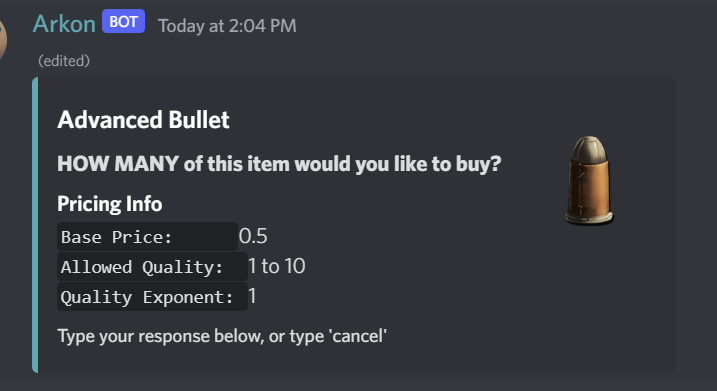 Arkon BOT Today at 2:04 PM
(edited)
Advanced Bullet
HOW MANY of this item would you like to buy?
Pricing Info
Base Price: 0.5
Allowed Quality: 1 to 10
Quality Exponent: 1
Type your response below, or type 'cancel'